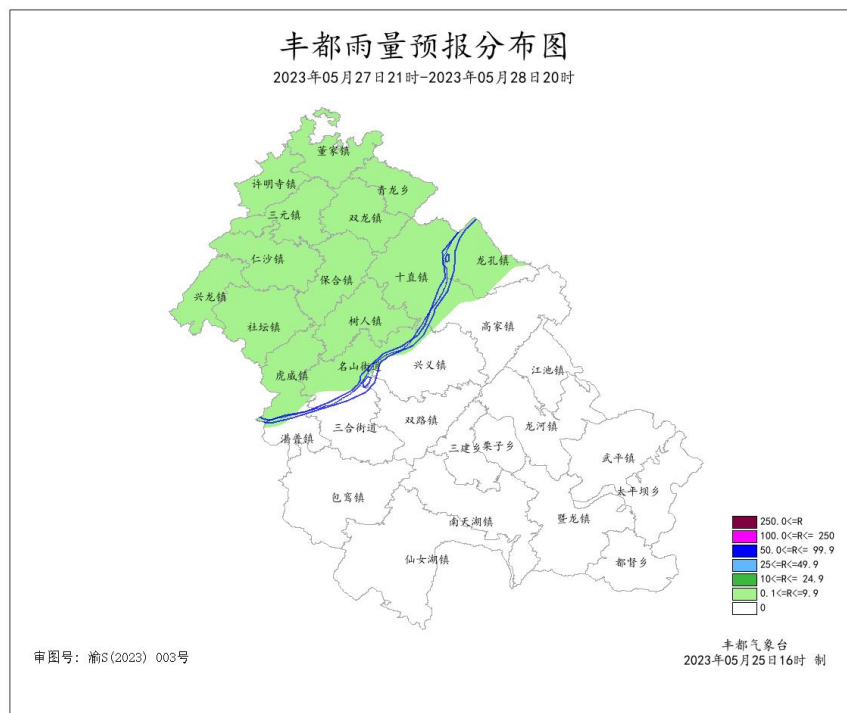 丰都雨量预报分布图
2023年05月27日21时-2023年05月28日20时
董家镇
许明寺镇
青龙乡
三元镇
双龙镇
仁沙镇
龙孔镇
保合镇
十直镇
兴龙镇
社坛镇
树人镇
高家镇
虎威镇
名山街道
兴义镇
江池镇
湛普镇
三合街道
双路镇
龙河镇
三建乡
栗子乡
武平镇
太平坝乡
包鸾镇
南天湖镇
暨龙镇
仙女湖镇
都督乡
250.0<=R
100.0<=R<= 250
50.0<=R<= 99.9
25<=R<=49.9
10<=R<= 24.9
0.1<=R<=9.9
0
丰都气象台
审图号: 渝S(2023) 003号
2023年05月25日16时 制